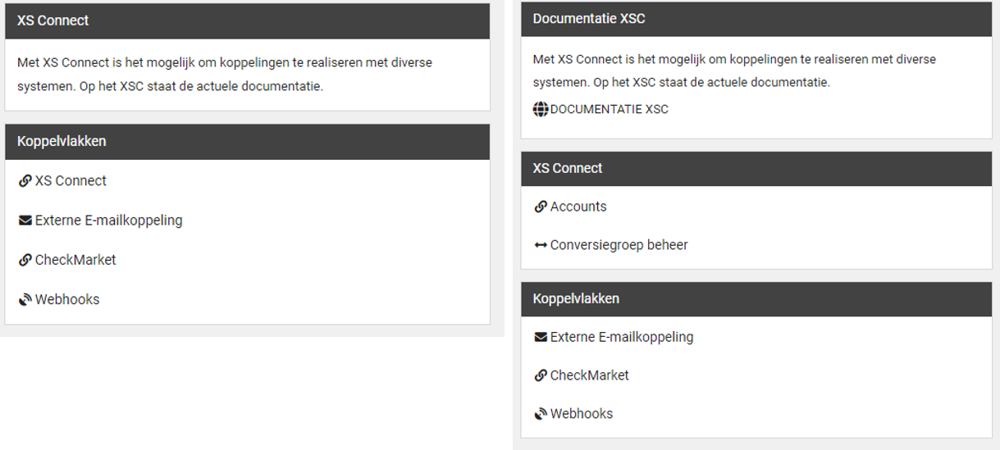 XS Connect
Met XS Connect is het mogelijk om koppelingen te realiseren met diverse
systemen. Op het XSC staat de actuele documentatie.
Koppelvlakken
XS Connect
Externe E-mailkoppeling
CheckMarket
Webhooks
Documentatie XSC
Met XS Connect is het mogelijk om koppelingen te realiseren met diverse
systemen. Op het XSC staat de actuele documentatie.
DOCUMENTATIE XSC
XS Connect
Accounts
Conversiegroep beheer
Koppelvlakken
Externe E-mailkoppeling
CheckMarket
Webhooks